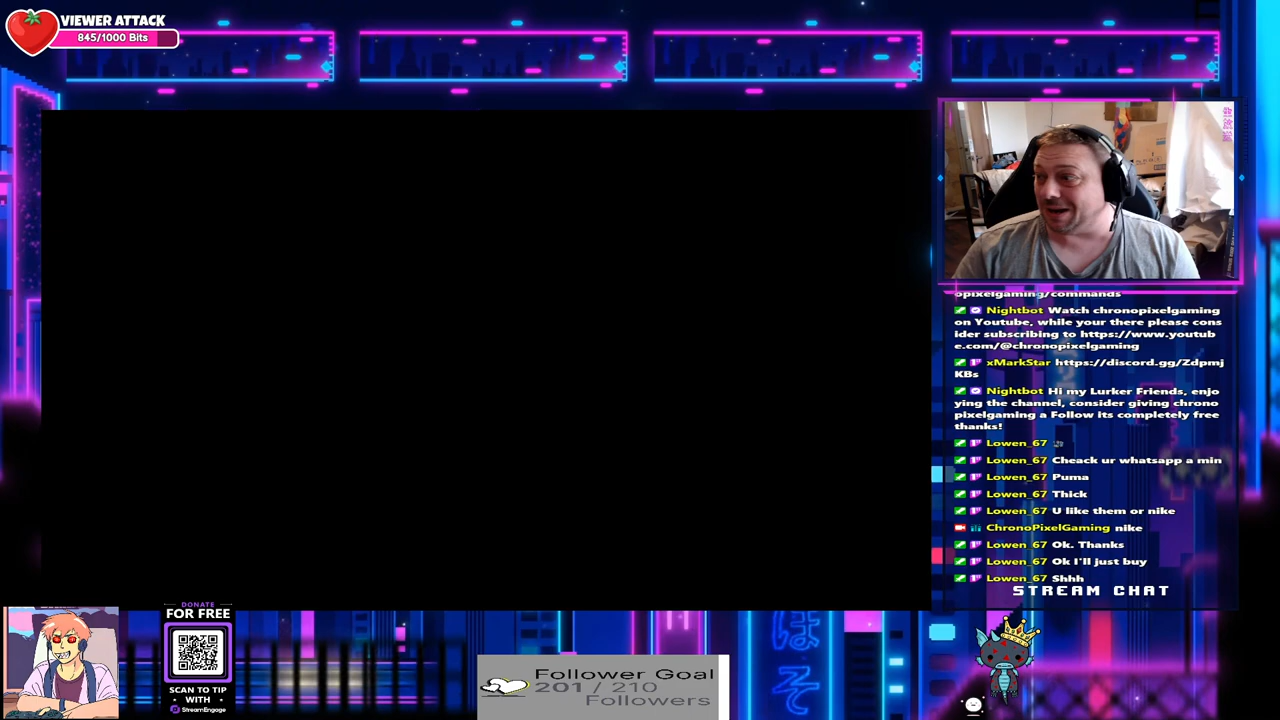 VIEWER ATTACK
845/1000 Bits
opixelgaming/commands
Nightbot Watch chronopixelgaming
on Youtube, while your there please cons
ider subscribing to https://www.youtub
e.com/@chronopixelgaming
xMarkStar https://discord.gg/Zdpmj
KBs
Nightbot Hi my Lurker Friends, enjo
ying the channel, consider giving chrono
pixelgaming a Follow its completely free
thanks!
Lowen_67
Lowen_67 Cheack ur whatsapp a min
Lowen_67 Puma
Lowen_67 Thick
Lowen_67 U like them or nike
ChronoPixelGaming nike
Lowen_67 Ok. Thanks
Lowen_67 Ok I'll just buy
Lowen_67 Shhh
STREAM CHAT
DONATE
FOR FREE
SCAN TO TIP
WITH
StreamEngage
Follower Goal
201 / 210
Followers